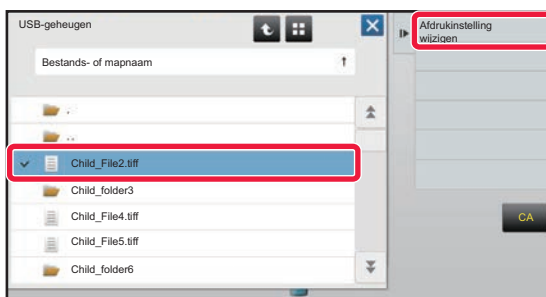 USB-geheugen
Bestands- of mapnaam
.
..
Child_File2.tiff
Child_folder3
Child_File4.tiff
Child_File5.tiff
Child_folder6
Afdrukinstelling
wijzigen
CA